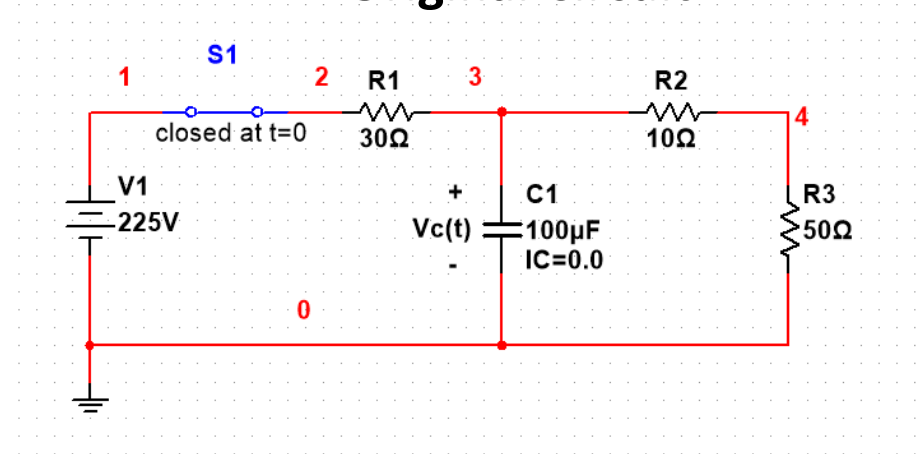 S1
1
2
R1
3
R2
closed at t=0
30Ω
10Ω
4
V1
225V
+
Vc(t)
-
C1
100µF
IC=0.0
R3
50Ω
0